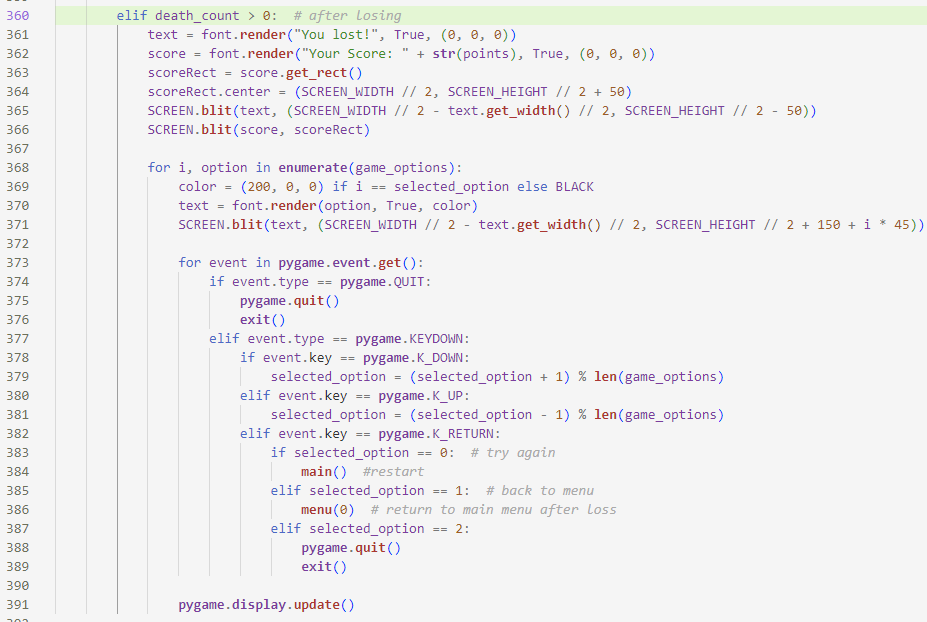 360 elif death_count > 0:  # after losing
361 text = font.render("You lost!", True, (0, 0, 0))
362 score = font.render("Your Score: " + str(points), True, (0, 0, 0))
363 scoreRect = score.get_rect()
364 scoreRect.center = (SCREEN_WIDTH // 2, SCREEN_HEIGHT // 2 + 50)
365 SCREEN.blit(text, (SCREEN_WIDTH // 2 - text.get_width() // 2, SCREEN_HEIGHT // 2 - 50))
366 SCREEN.blit(score, scoreRect)
367
368 for i, option in enumerate(game_options):
369 color = (200, 0, 0) if i == selected_option else BLACK
370 text = font.render(option, True, color)
371 SCREEN.blit(text, (SCREEN_WIDTH // 2 - text.get_width() // 2, SCREEN_HEIGHT // 2 + 150 + i * 45))
372
373 for event in pygame.event.get():
374 if event.type == pygame.QUIT:
375 pygame.quit()
376 exit()
377 elif event.type == pygame.KEYDOWN:
378 if event.key == pygame.K_DOWN:
379 selected_option = (selected_option + 1) % len(game_options)
380 elif event.key == pygame.K_UP:
381 selected_option = (selected_option - 1) % len(game_options)
382 elif event.key == pygame.K_RETURN:
383 if selected_option == 0:  # try again
384 main()  #restart
385 elif selected_option == 1:  # back to menu
386 menu(0)  # return to main menu after loss
387 elif selected_option == 2:
388 pygame.quit()
389 exit()
390
391 pygame.display.update()